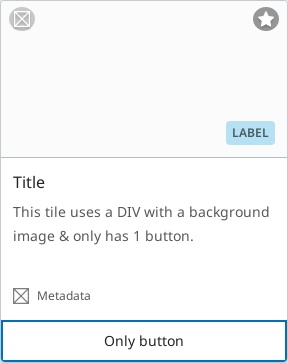 LABEL
Title
This tile uses a DIV with a background
image & only has 1 button.
Metadata
Only button